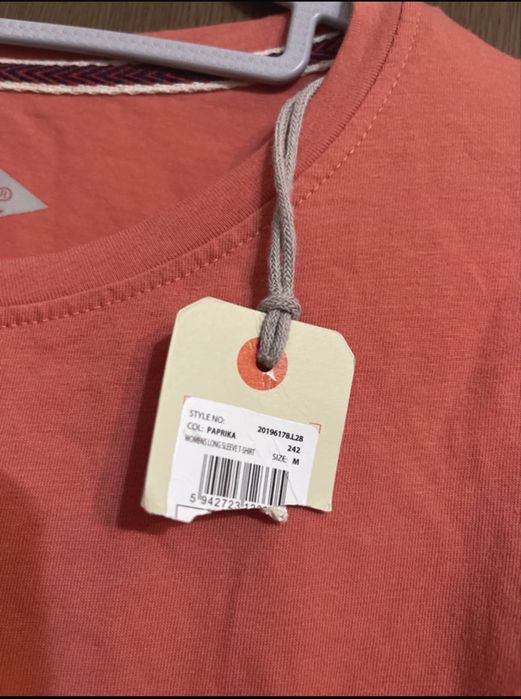 ®
STYLE NO: 20196178.L28
COL: PAPRIKA 242
WOMENS LONG SLEEVE T-SHIRT SIZE: M
5 942723